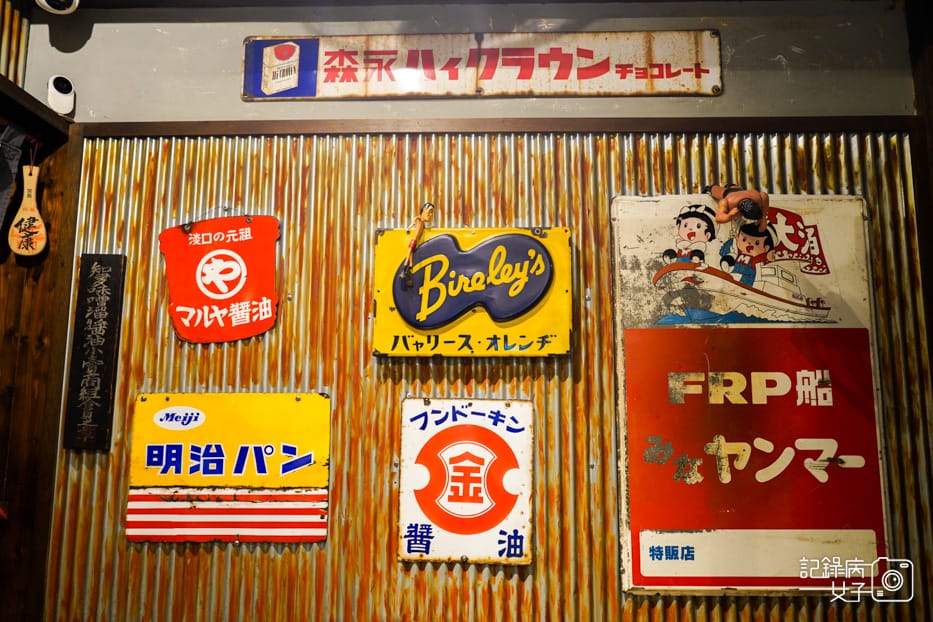 森永ハイクラウンチョコレート
健康
淡口の元祖
や
マルヤ醤油
Bireley's
バャリース・オレンヂ
大漁
FRP船
みなヤンマー
特販店
Meiji
明治パン
フンドーキン
金
醤油
記錄病
女子